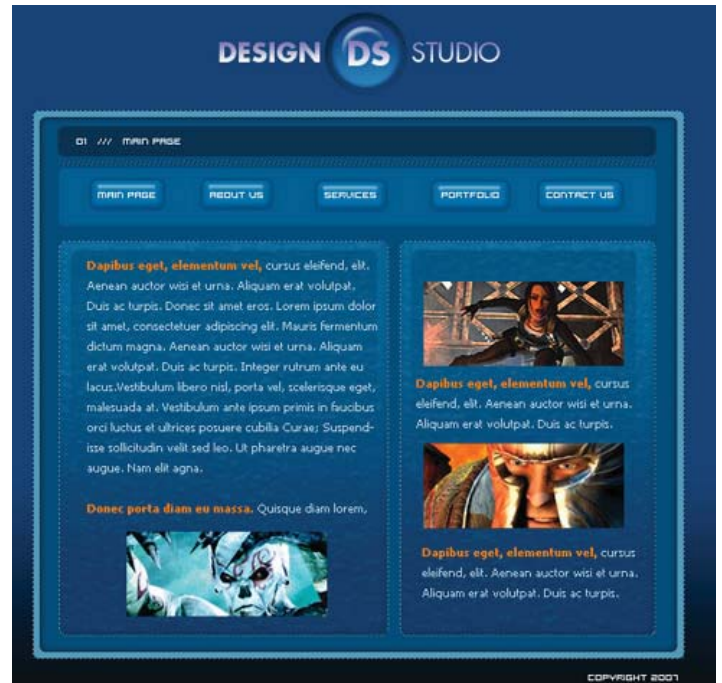 DESIGN DS STUDIO
01 /// MAIN PAGE
MAIN PAGE ABOUT US SERVICES PORTFOLIO CONTACT US
Dapibus eget, elementum vel, cursus eleifend, elit.
Aenean auctor wisi et urna. Aliquam erat volutpat.
Duis ac turpis. Donec sit amet eros. Lorem ipsum dolor
sit amet, consectetuer adipiscing elit. Mauris fermentum
dictum magna. Aenean auctor wisi et urna. Aliquam
erat volutpat. Duis ac turpis. Integer rutrum ante eu
lacus.Vestibulum libero nisl, porta vel, scelerisque eget,
malesuada at. Vestibulum ante ipsum primis in faucibus
orci luctus et ultrices posuere cubilia Curae; Suspend-
isse sollicitudin velit sed leo. Ut pharetra augue nec
augue. Nam elit agna.
Donec porta diam eu massa. Quisque diam lorem,
Dapibus eget, elementum vel, cursus
eleifend, elit. Aenean auctor wisi et urna.
Aliquam erat volutpat. Duis ac turpis.
Dapibus eget, elementum vel, cursus
eleifend, elit. Aenean auctor wisi et urna.
Aliquam erat volutpat. Duis ac turpis.
COPYRIGHT 2007